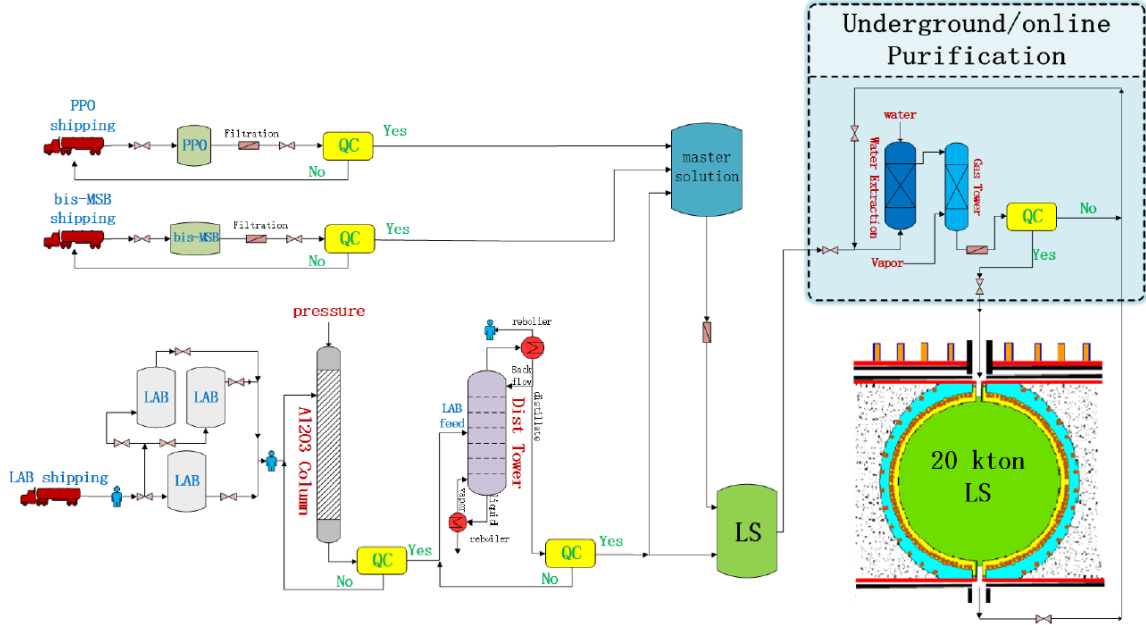 Underground/online
Purification
PPO
shipping
PPO
Filtration
QC
Yes
No
master
solution
water
Water Extraction
Gas Tower
QC
No
Yes
Vapor
bis-MSB
shipping
bis-MSB
Filtration
QC
Yes
No
pressure
LAB
LAB
LAB
LAB shipping
Al2O3 Column
QC
Yes
No
rebolier
Back
flow
distillate
LAB
feed
Dist Tower
vapor
liquid
reboiler
QC
Yes
No
LS
20 kton
LS